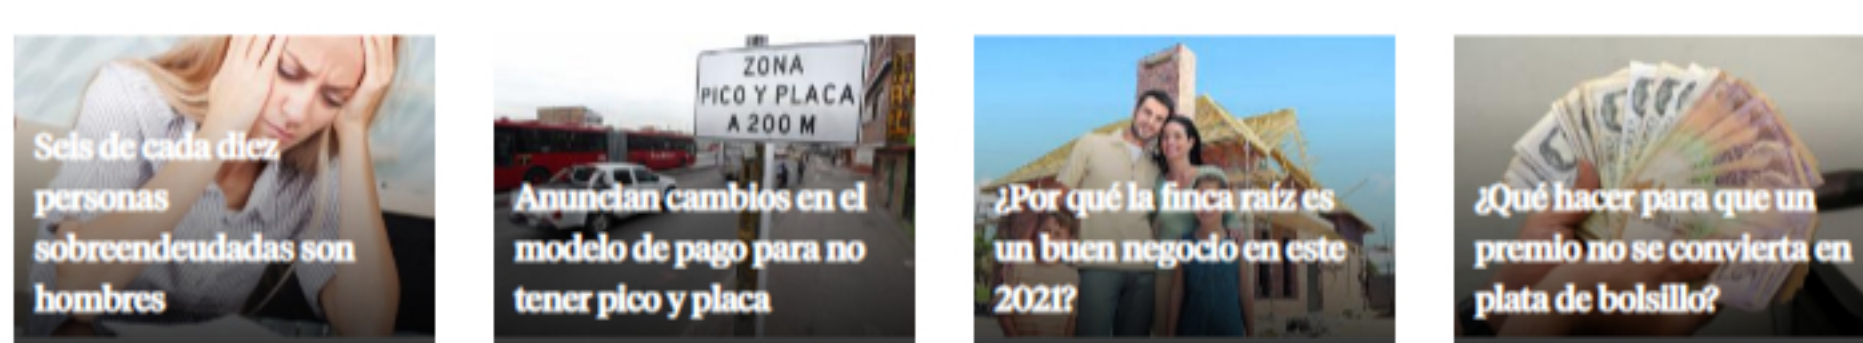 Seis de cada diez
personas
sobreendeudadas son
hombres
ZONA
PICO Y PLACA
A 200 M
Anuncian cambios en el
modelo de pago para no
tener pico y placa
¿Por qué la finca raíz es
un buen negocio en este
2021?
¿Qué hacer para que un
premio no se convierta en
plata de bolsillo?